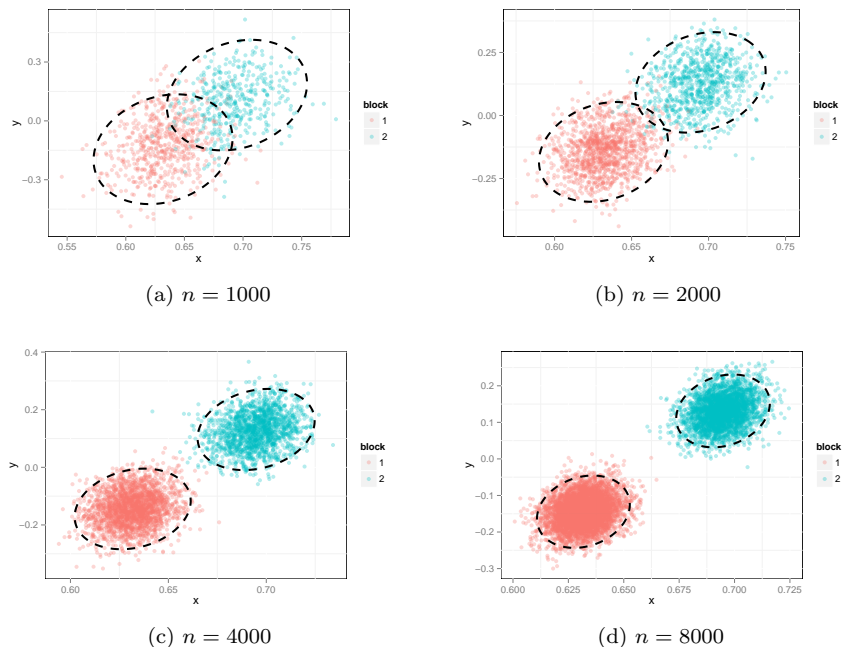 0.3
0.0
−0.3
y
0.55
0.60
0.65
0.70
0.75
x
block
1
2
(a) n = 1000
0.25
0.00
−0.25
y
0.60
0.65
0.70
0.75
x
block
1
2
(b) n = 2000
0.4
0.2
0.0
−0.2
y
0.60
0.65
0.70
x
block
1
2
(c) n = 4000
0.2
0.1
0.0
−0.1
−0.2
−0.3
y
0.600
0.625
0.650
0.675
0.700
0.725
x
block
1
2
(d) n = 8000